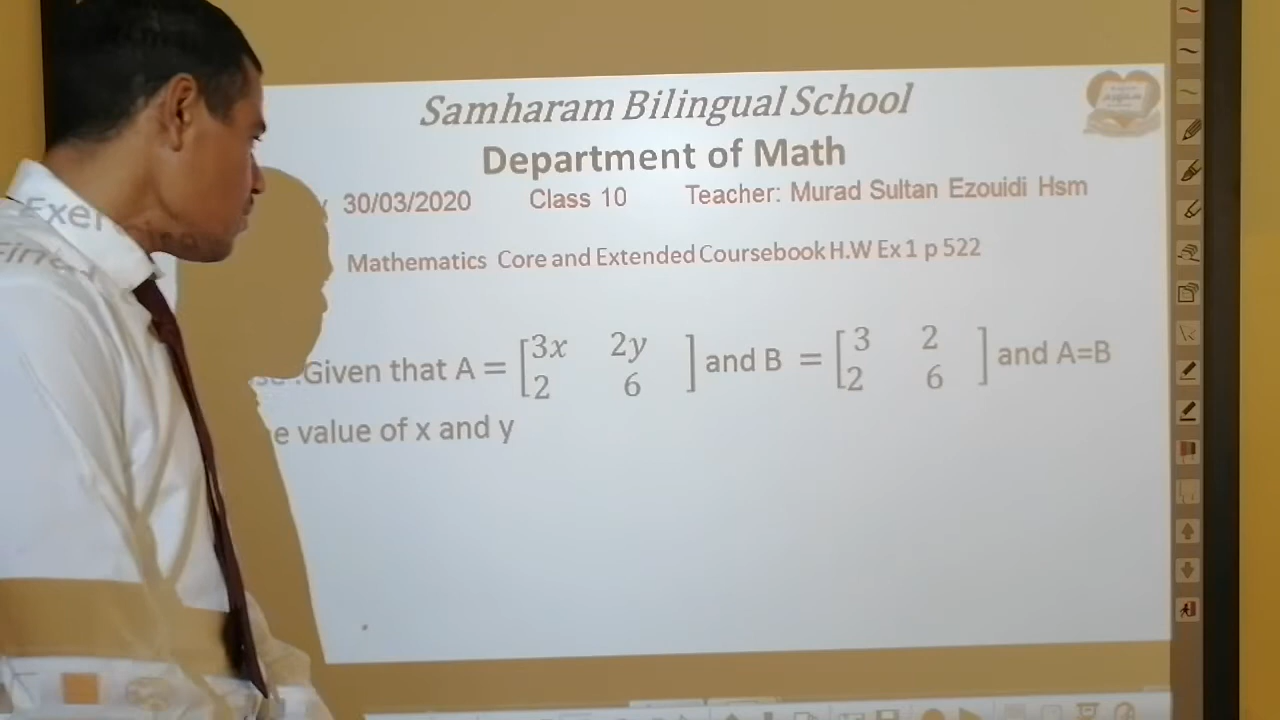 Samharam Bilingual School
Department of Math
30/03/2020 Class 10 Teacher: Murad Sultan Ezouidi Hsm
Mathematics Core and Extended Coursebook H.W Ex 1 p 522
Given that A = [3x 2y
2 6] and B = [3 2
2 6] and A=B
value of x and y